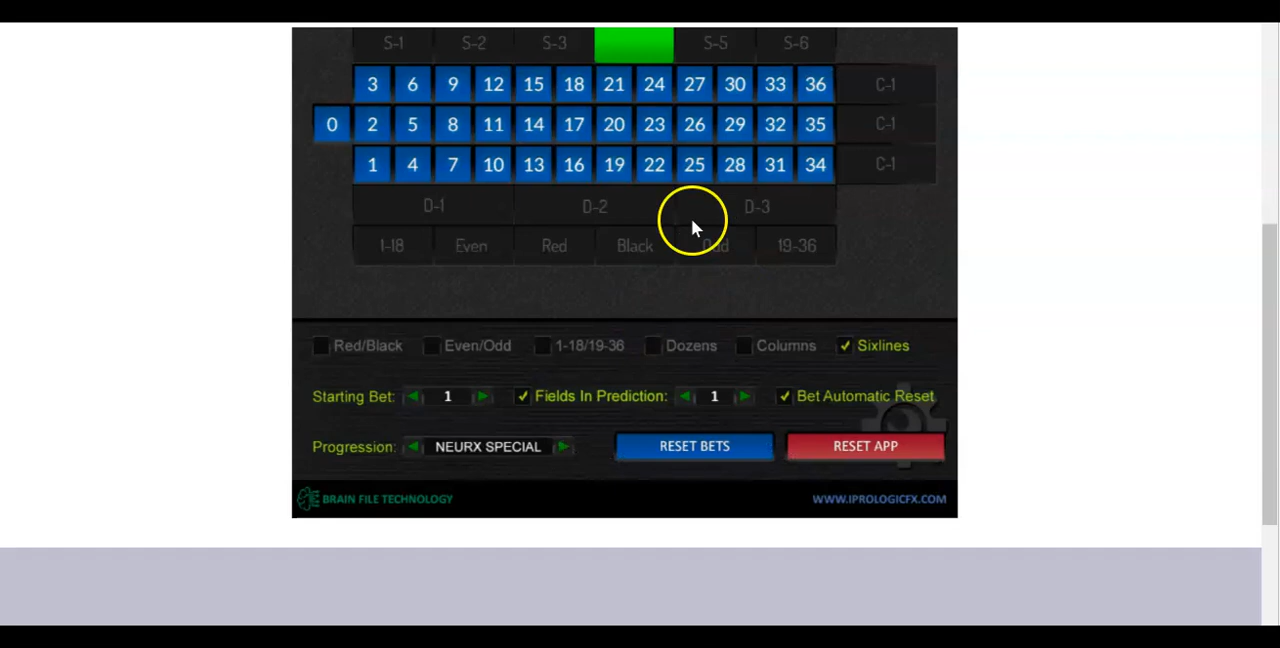 S-1 S-2 S-3 S-5 S-6
3 6 9 12 15 18 21 24 27 30 33 36 C-1
0 2 5 8 11 14 17 20 23 26 29 32 35 C-1
1 4 7 10 13 16 19 22 25 28 31 34 C-1
D-1 D-2 D-3
1-18 Even Red Black Odd 19-36
Red/Black Even/Odd 1-18/19-36 Dozens Columns Sixlines
Starting Bet: 1 Fields In Prediction: 1 Bet Automatic Reset
Progression: NEURX SPECIAL RESET BETS RESET APP
BRAIN FILE TECHNOLOGY WWW.IPROLOGICFX.COM